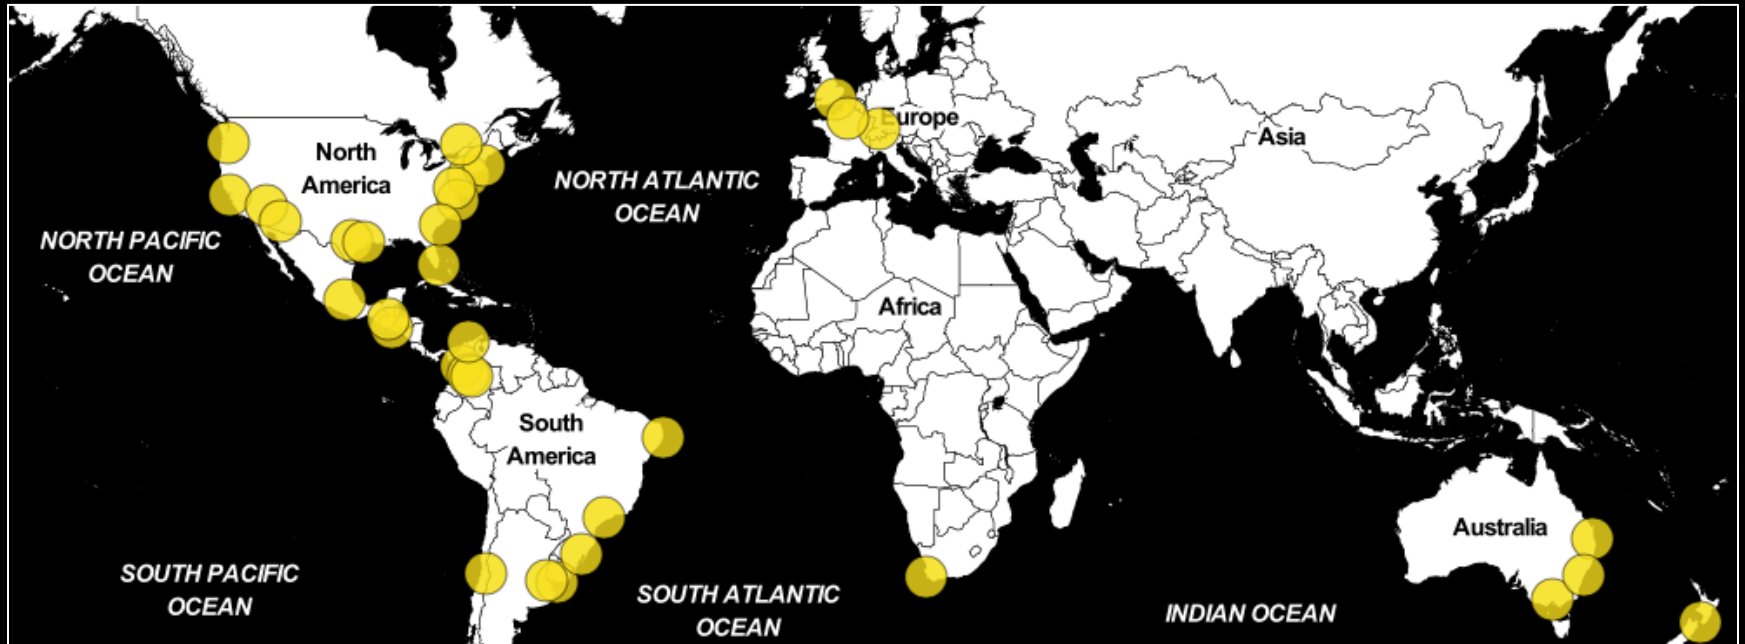 North
America
Europe
Asia
NORTH ATLANTIC
OCEAN
NORTH PACIFIC
OCEAN
Africa
South
America
Australia
SOUTH PACIFIC
OCEAN
SOUTH ATLANTIC
OCEAN
INDIAN OCEAN